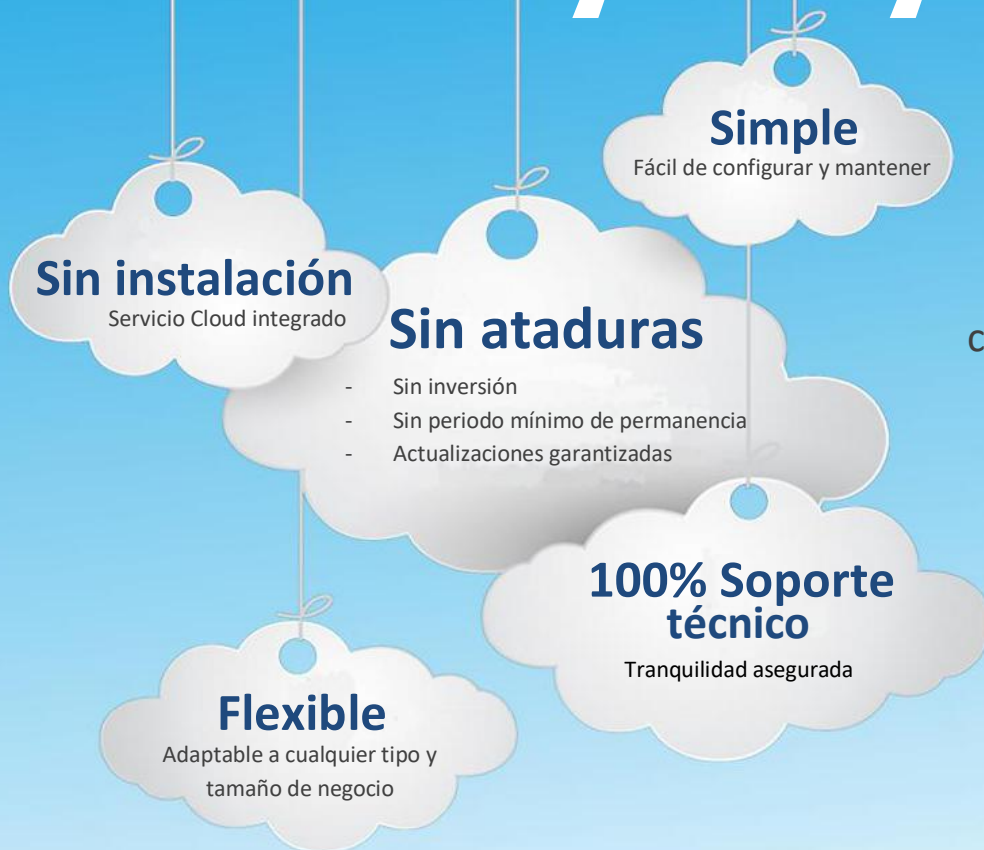 Simple
Fácil de configurar y mantener
Sin instalación
Servicio Cloud integrado
Sin ataduras
- Sin inversión
- Sin periodo mínimo de permanencia
- Actualizaciones garantizadas
100% Soporte
técnico
Tranquilidad asegurada
Flexible
Adaptable a cualquier tipo y
tamaño de negocio